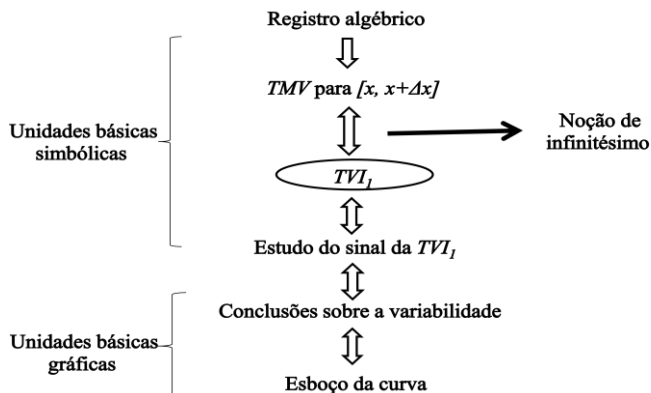 Registro algébrico
TMV para [x, x+Δx]
Unidades básicas
simbólicas
Noção de
infinitésimo
TVI₁
Estudo do sinal da TVI₁
Conclusões sobre a variabilidade
Unidades básicas
gráficas
Esboço da curva